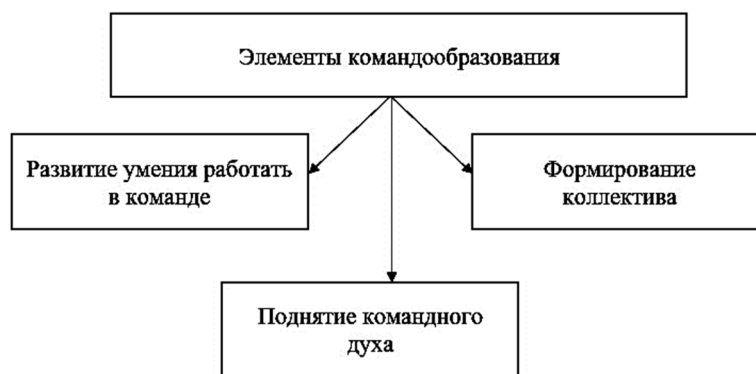 Элементы командообразования
Развитие умения работать
в команде
Формирование
коллектива
Поднятие командного
духа